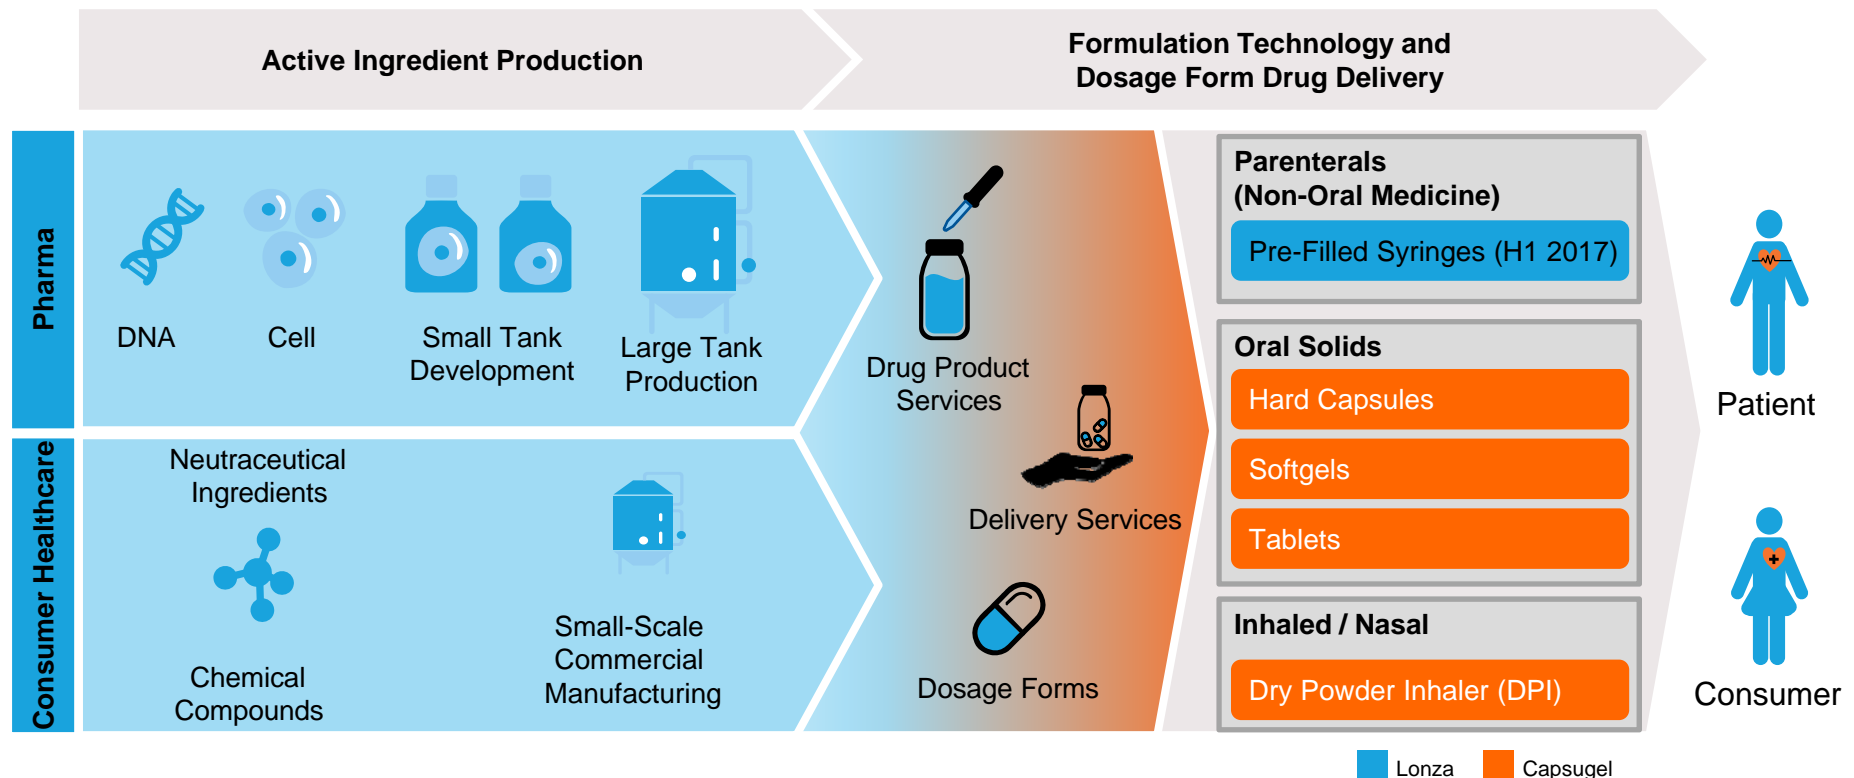 Active Ingredient Production
Formulation Technology and
Dosage Form Drug Delivery
Pharma
DNA
Cell
Small Tank
Development
Large Tank
Production
Consumer Healthcare
Neutraceutical
Ingredients
Chemical
Compounds
Small-Scale
Commercial
Manufacturing
Drug Product
Services
Delivery Services
Dosage Forms
Parenterals
(Non-Oral Medicine)
Pre-Filled Syringes (H1 2017)
Oral Solids
Hard Capsules
Softgels
Tablets
Inhaled / Nasal
Dry Powder Inhaler (DPI)
Patient
Consumer
Lonza
Capsugel